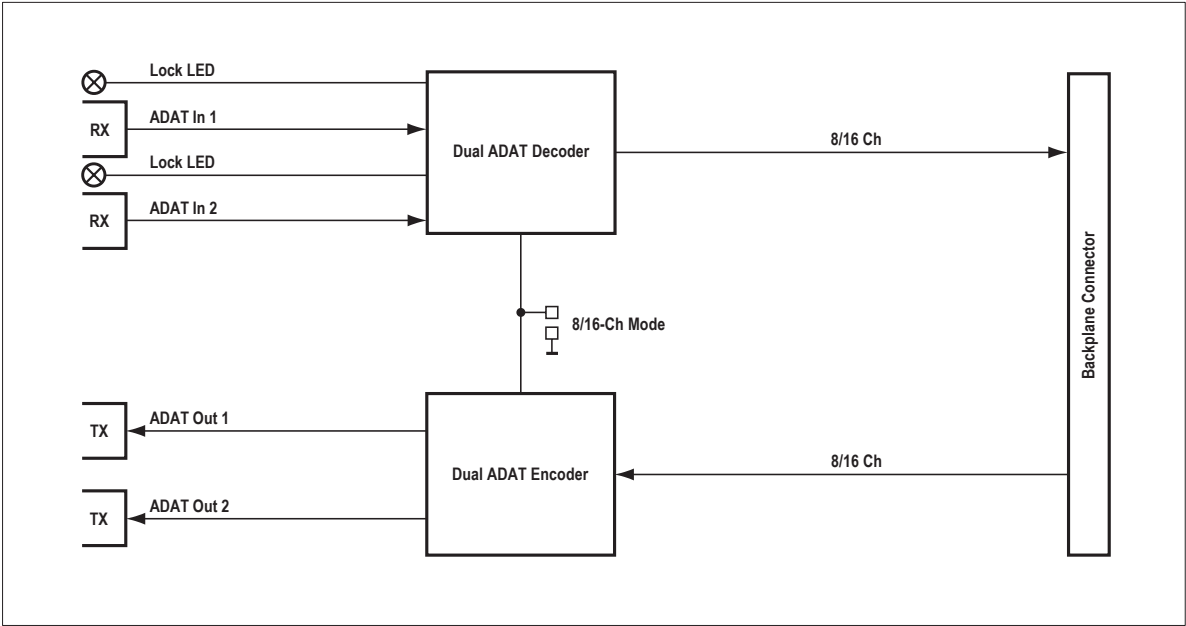 Lock LED
RX
ADAT In 1
Lock LED
RX
ADAT In 2
Dual ADAT Decoder
8/16 Ch
8/16-Ch Mode
Backplane Connector
TX
ADAT Out 1
TX
ADAT Out 2
Dual ADAT Encoder
8/16 Ch